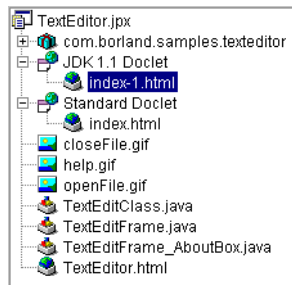 TextEditor.jpx
com.borland.samples.texteditor
JDK 1.1 Doclet
index-1.html
Standard Doclet
index.html
closeFile.gif
help.gif
openFile.gif
TextEditClass.java
TextEditFrame.java
TextEditFrame_AboutBox.java
TextEditor.html